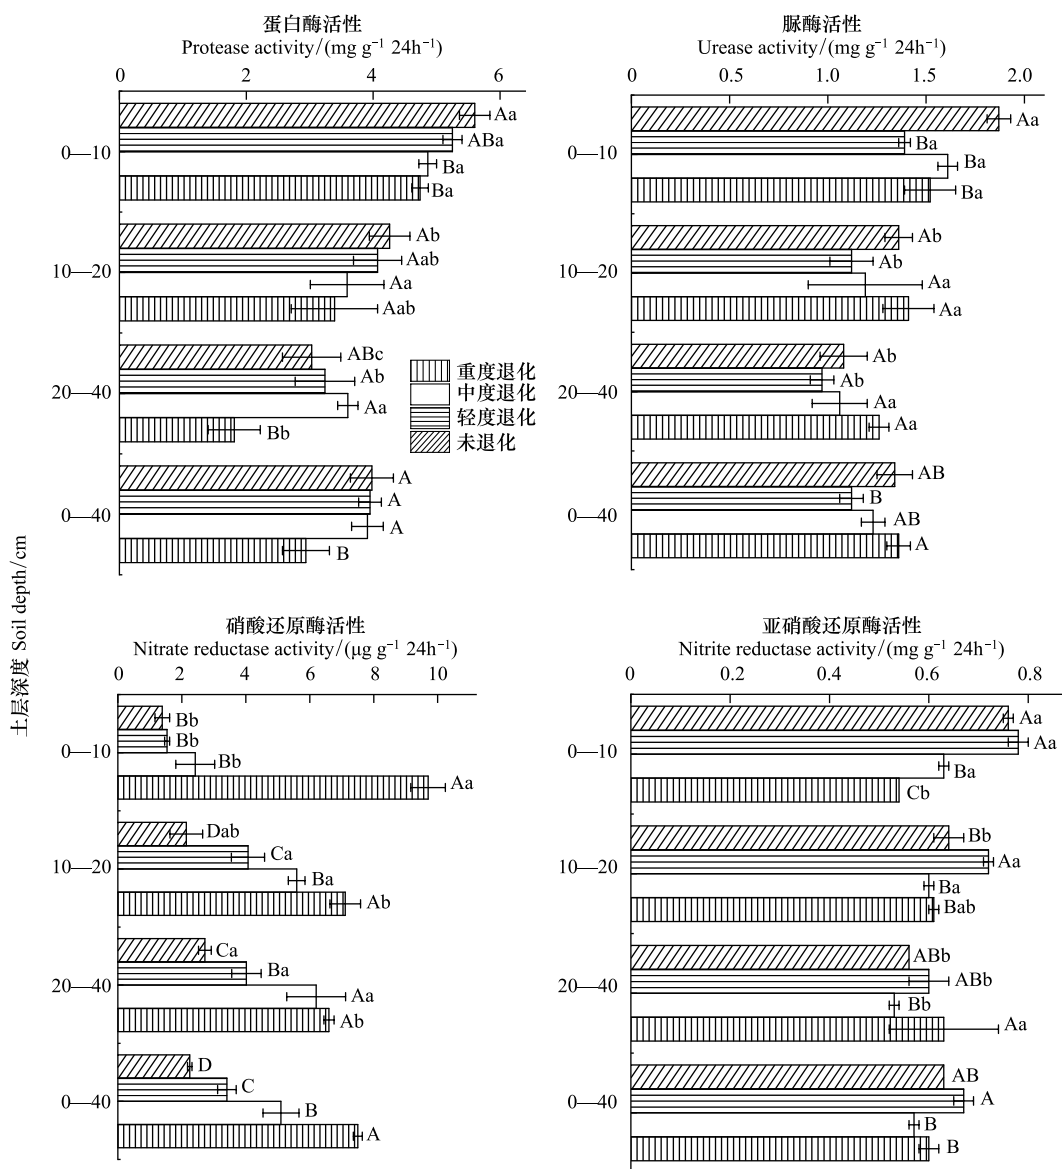 蛋白酶活性
Protease activity/(mg g⁻¹ 24h⁻¹)
0 2 4 6
Aa
ABa
0—10
Ba
Ba
Ab
Aab
10—20
Aa
Aab
ABc
Ab
20—40
Aa
Bb
A
A
0—40
A
B
脲酶活性
Urease activity/(mg g⁻¹ 24h⁻¹)
0 0.5 1.0 1.5 2.0
Aa
Ba
0—10
Ba
Ba
Ab
Ab
10—20
Aa
Aa
Ab
Ab
20—40
Aa
Aa
AB
B
0—40
AB
A
重度退化
中度退化
轻度退化
未退化
土层深度 Soil depth/cm
硝酸还原酶活性
Nitrate reductase activity/(μg g⁻¹ 24h⁻¹)
0 2 4 6 8 10
Bb
Bb
0—10
Bb
Aa
Dab
Ca
10—20
Ba
Ab
Ca
Ba
20—40
Aa
Ab
D
C
0—40
B
A
亚硝酸还原酶活性
Nitrite reductase activity/(mg g⁻¹ 24h⁻¹)
0 0.2 0.4 0.6 0.8
Aa
Aa
0—10
Ba
Cb
Bb
Aa
10—20
Ba
Bab
ABb
ABb
20—40
Bb
Aa
AB
A
0—40
B
B